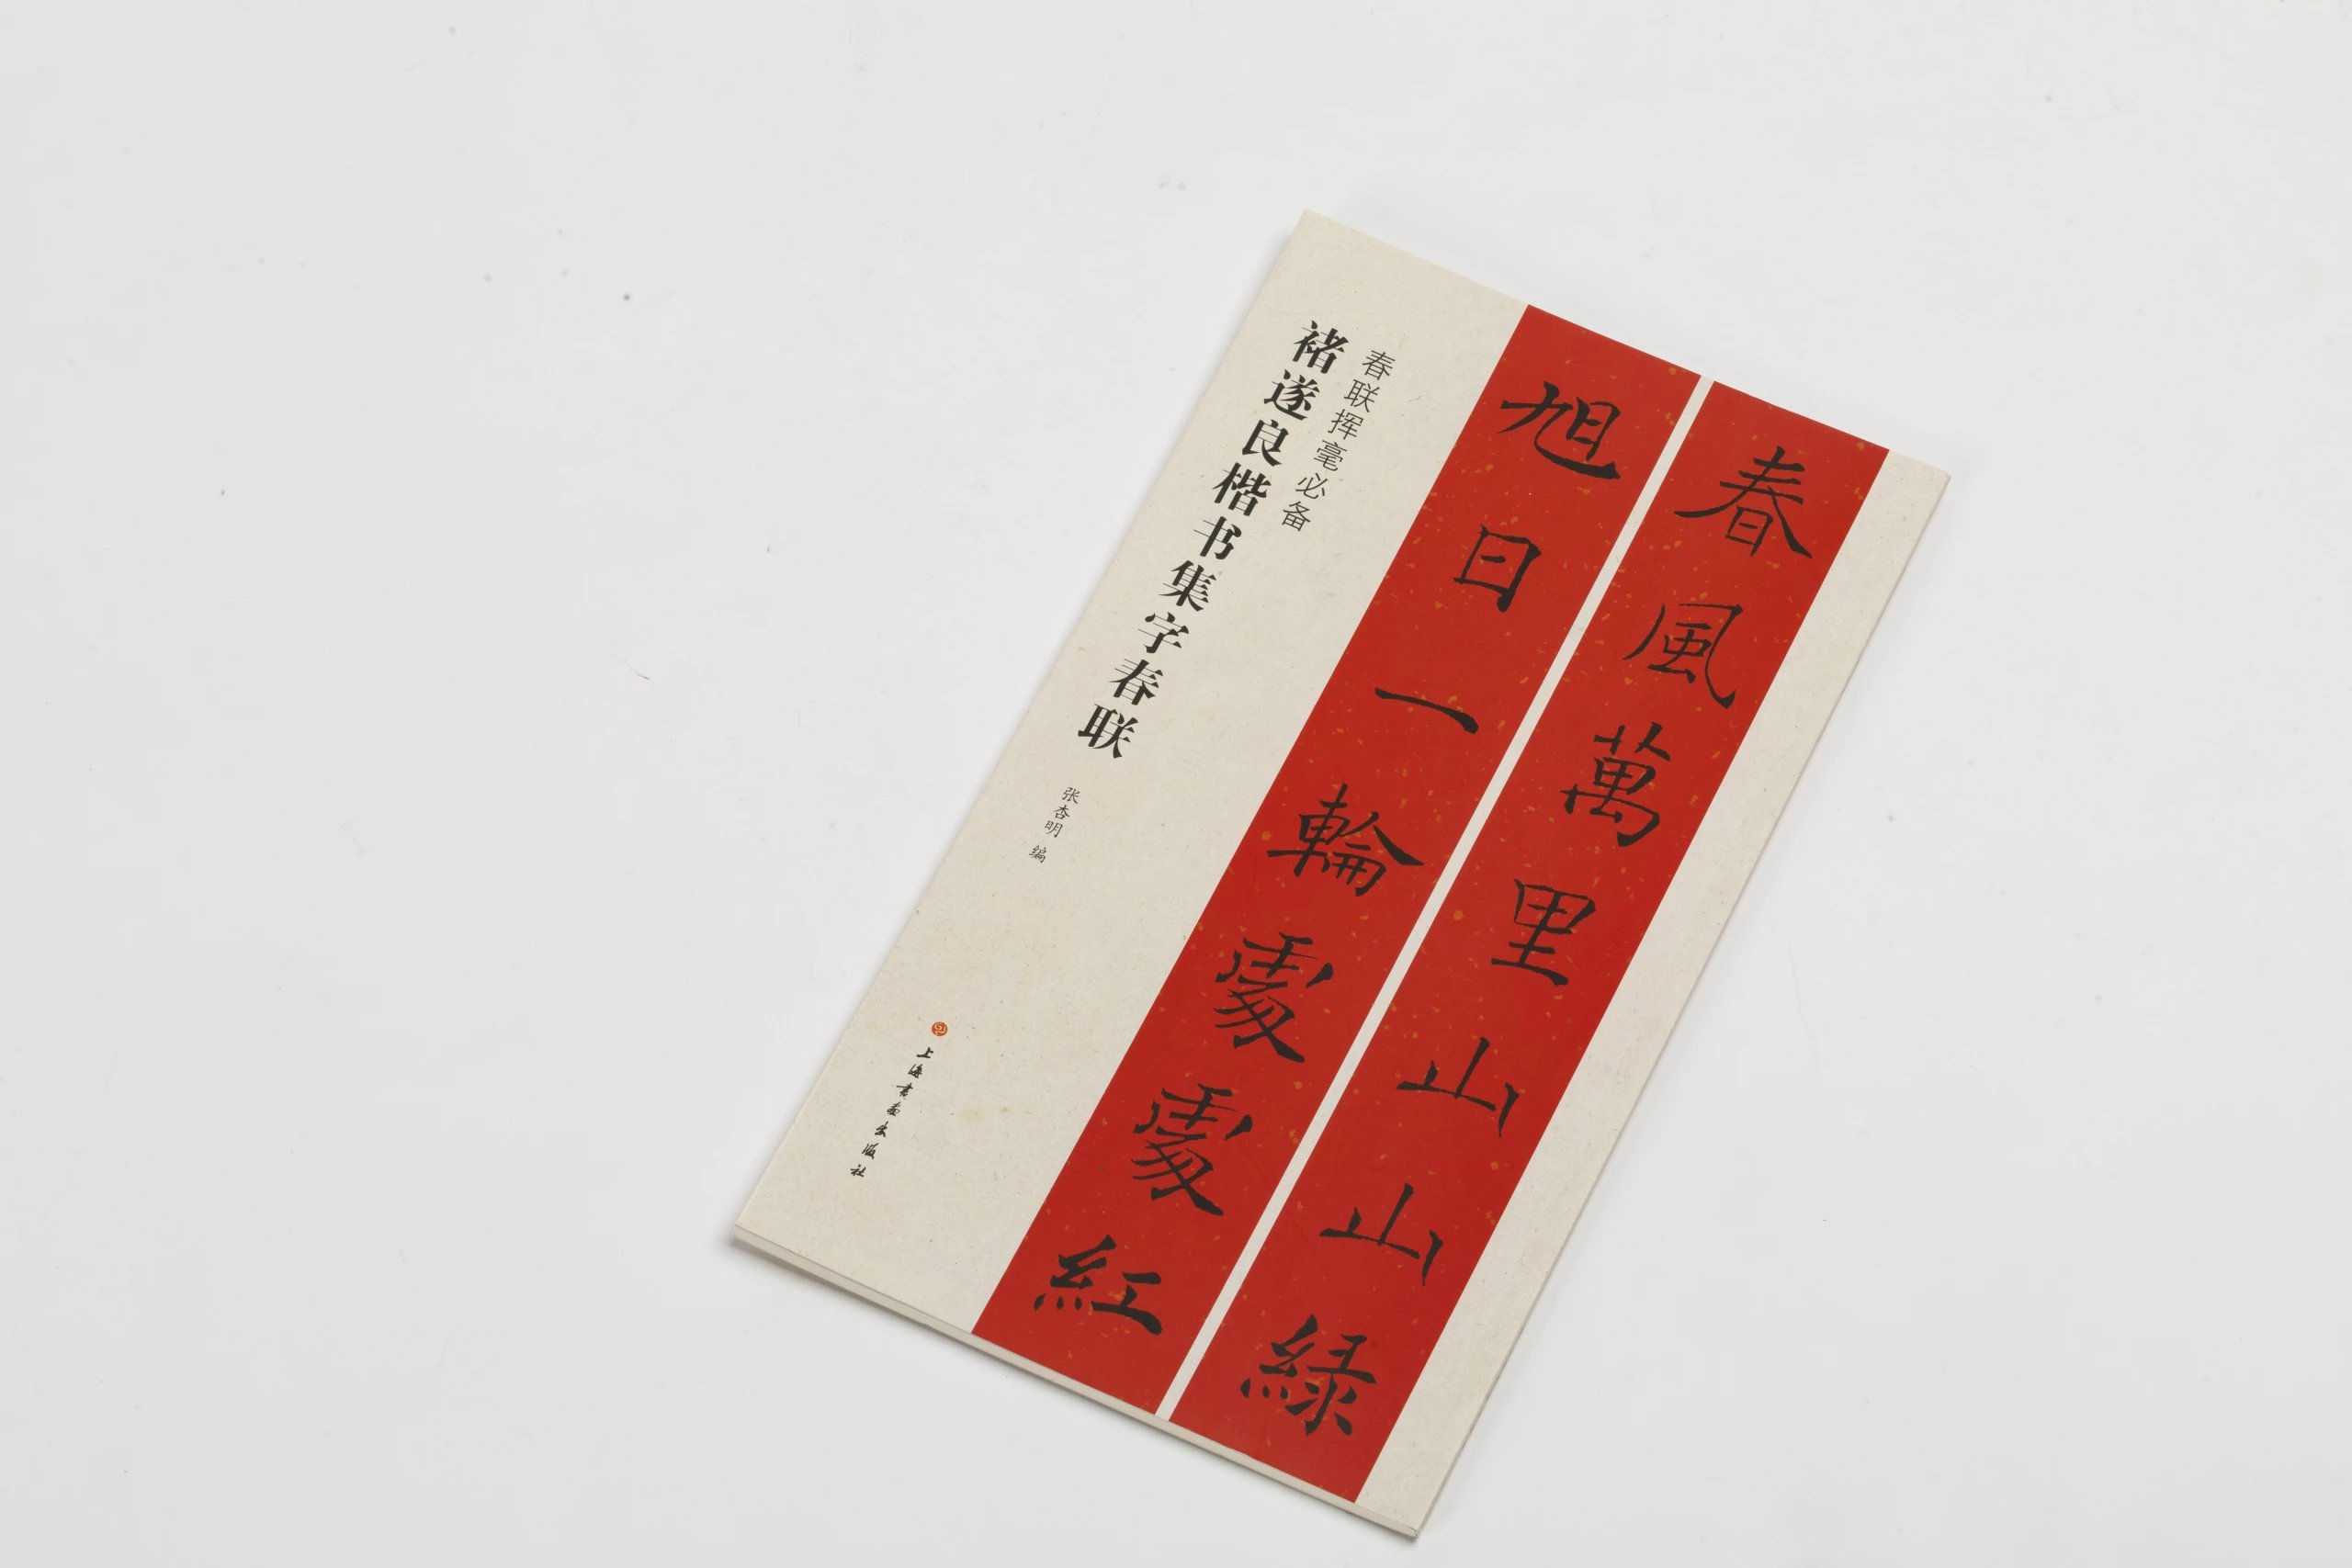 春風萬里山山緑
旭日一輪處處紅
春联挥毫必备
褚遂良楷书集字春联
张杏明 编
上海书画出版社